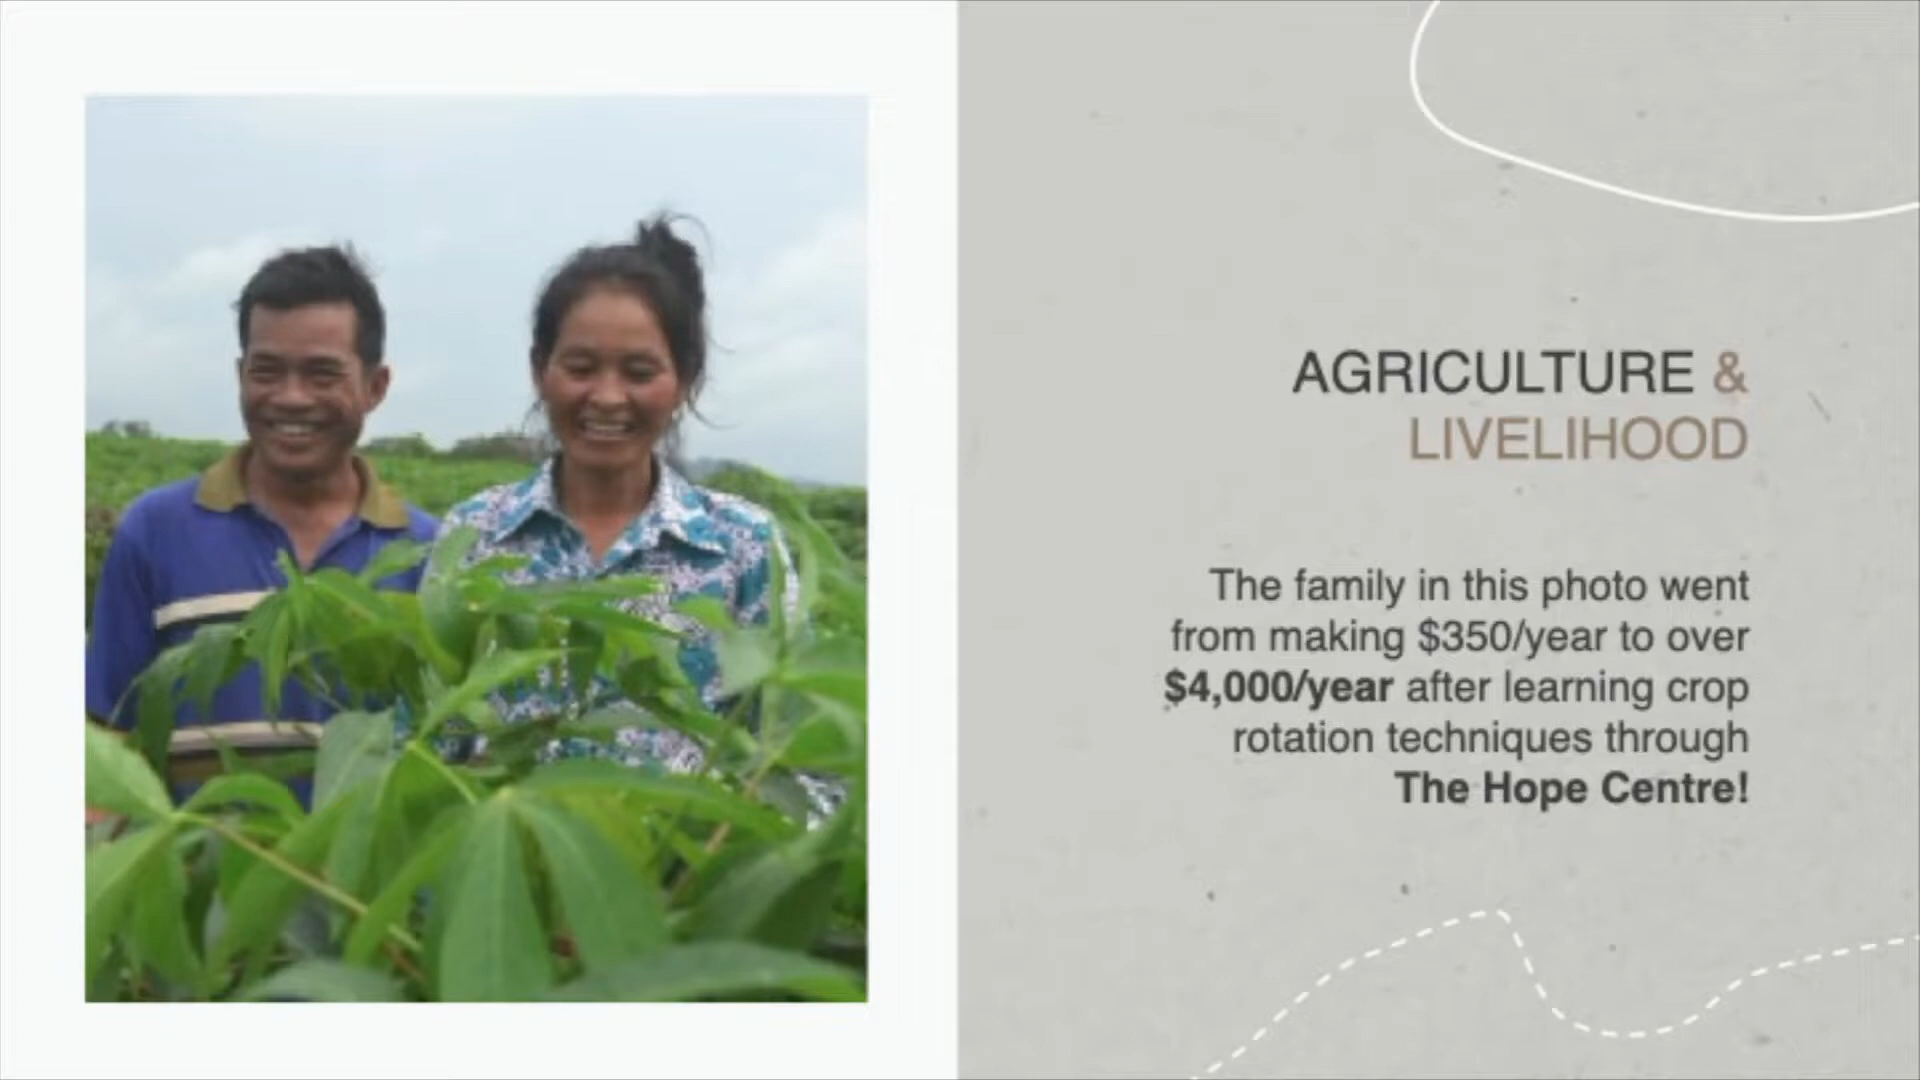 AGRICULTURE &
LIVELIHOOD
The family in this photo went
from making $350/year to over
$4,000/year after learning crop
rotation techniques through
The Hope Centre!